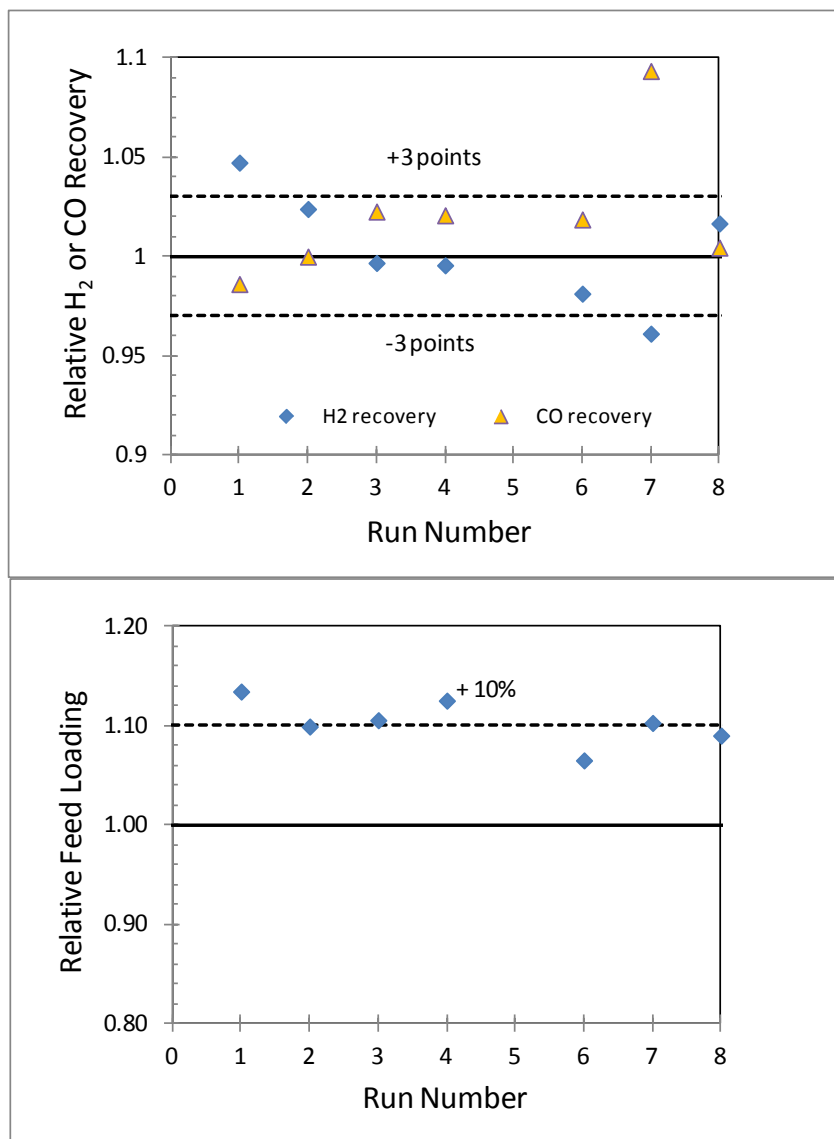 1.1
1.05
1
0.95
0.9
Relative H₂ or CO Recovery
+3 points
-3 points
H2 recovery CO recovery
0 1 2 3 4 5 6 7 8
Run Number
1.20
1.10
1.00
0.90
0.80
Relative Feed Loading
+ 10%
0 1 2 3 4 5 6 7 8
Run Number